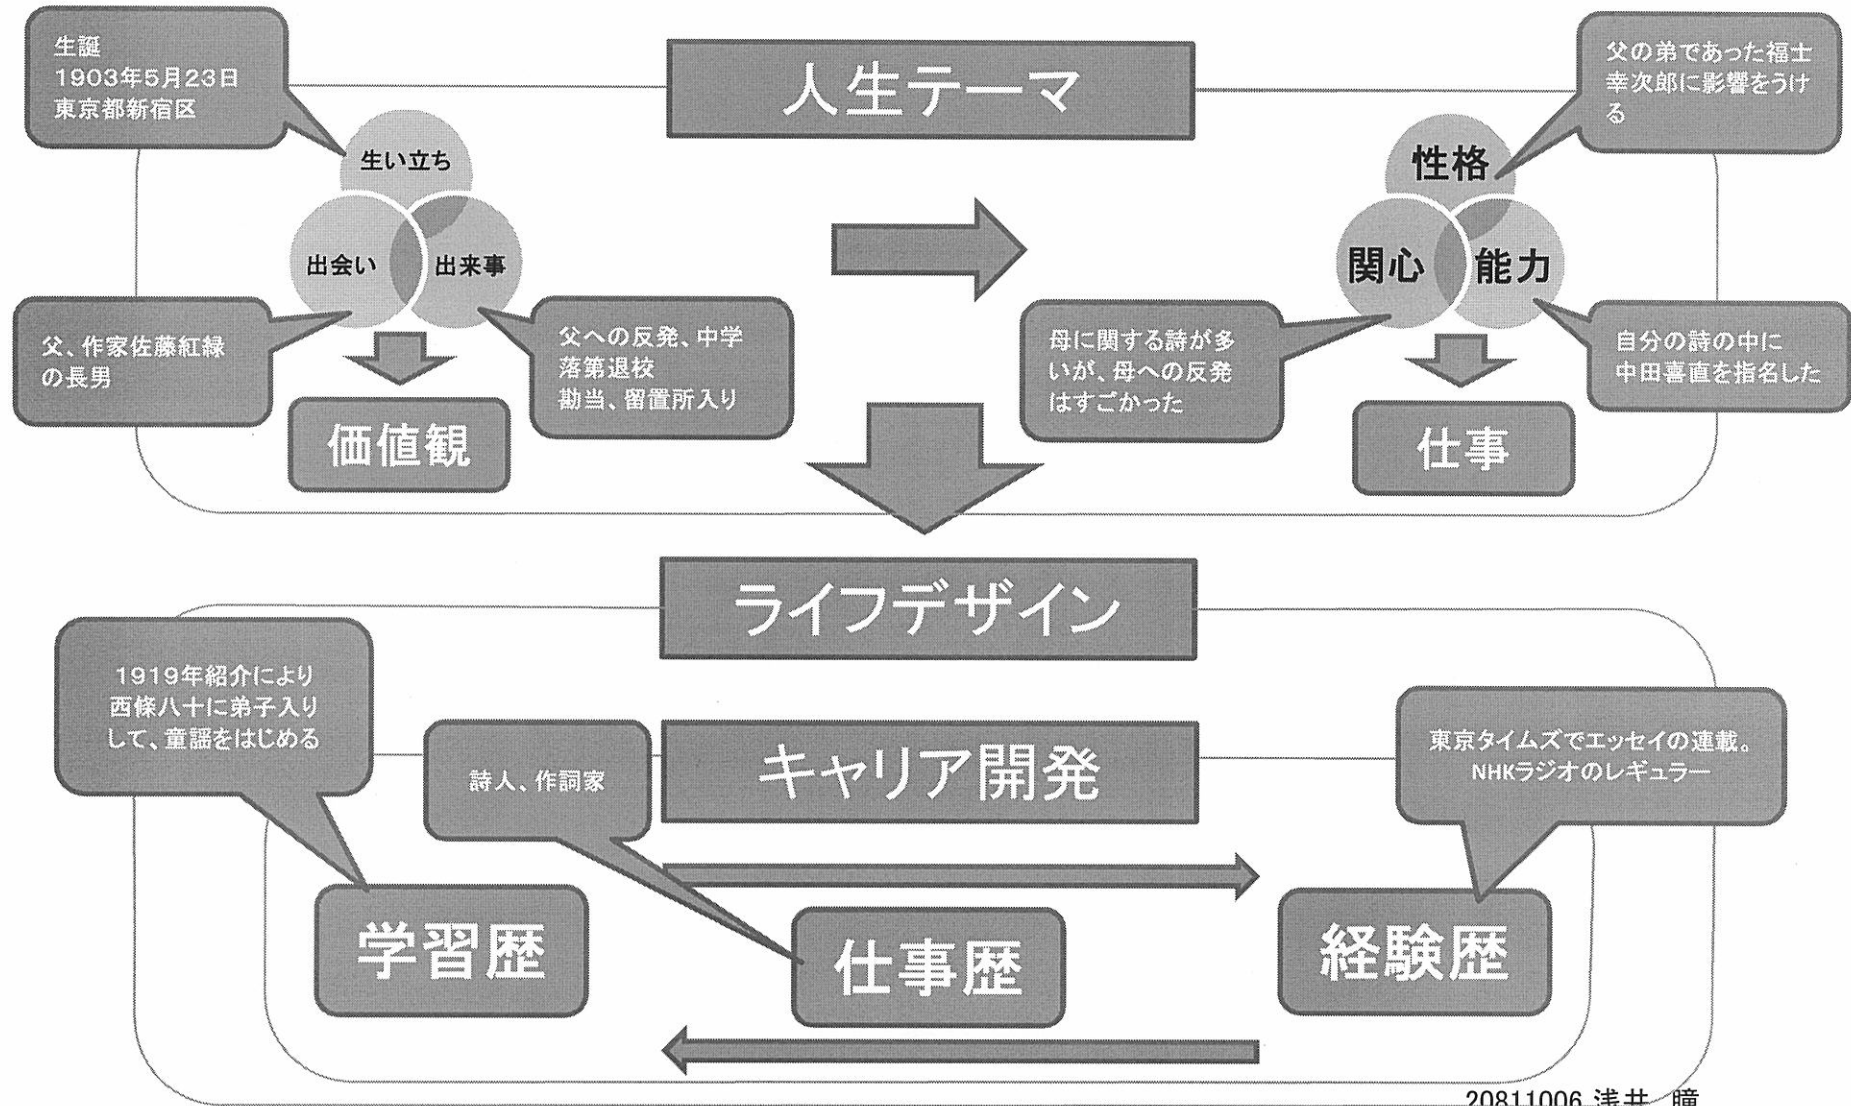 人生テーマ
生誕
1903年5月23日
東京都新宿区
生い立ち
出会い
出来事
父、作家佐藤紅緑
の長男
父への反発、中学
落第退校
勘当、留置所入り
価値観
父の弟であった福士
幸次郎に影響をうけ
る
性格
関心
能力
母に関する詩が多
いが、母への反発
はすごかった
自分の詩の中に
中田喜直を指名した
仕事
ライフデザイン
キャリア開発
1919年紹介により
西條八十に弟子入り
して、童謡をはじめる
詩人、作詞家
東京タイムズでエッセイの連載。
NHKラジオのレギュラー
学習歴
仕事歴
経験歴
20811006 浅井 瞳